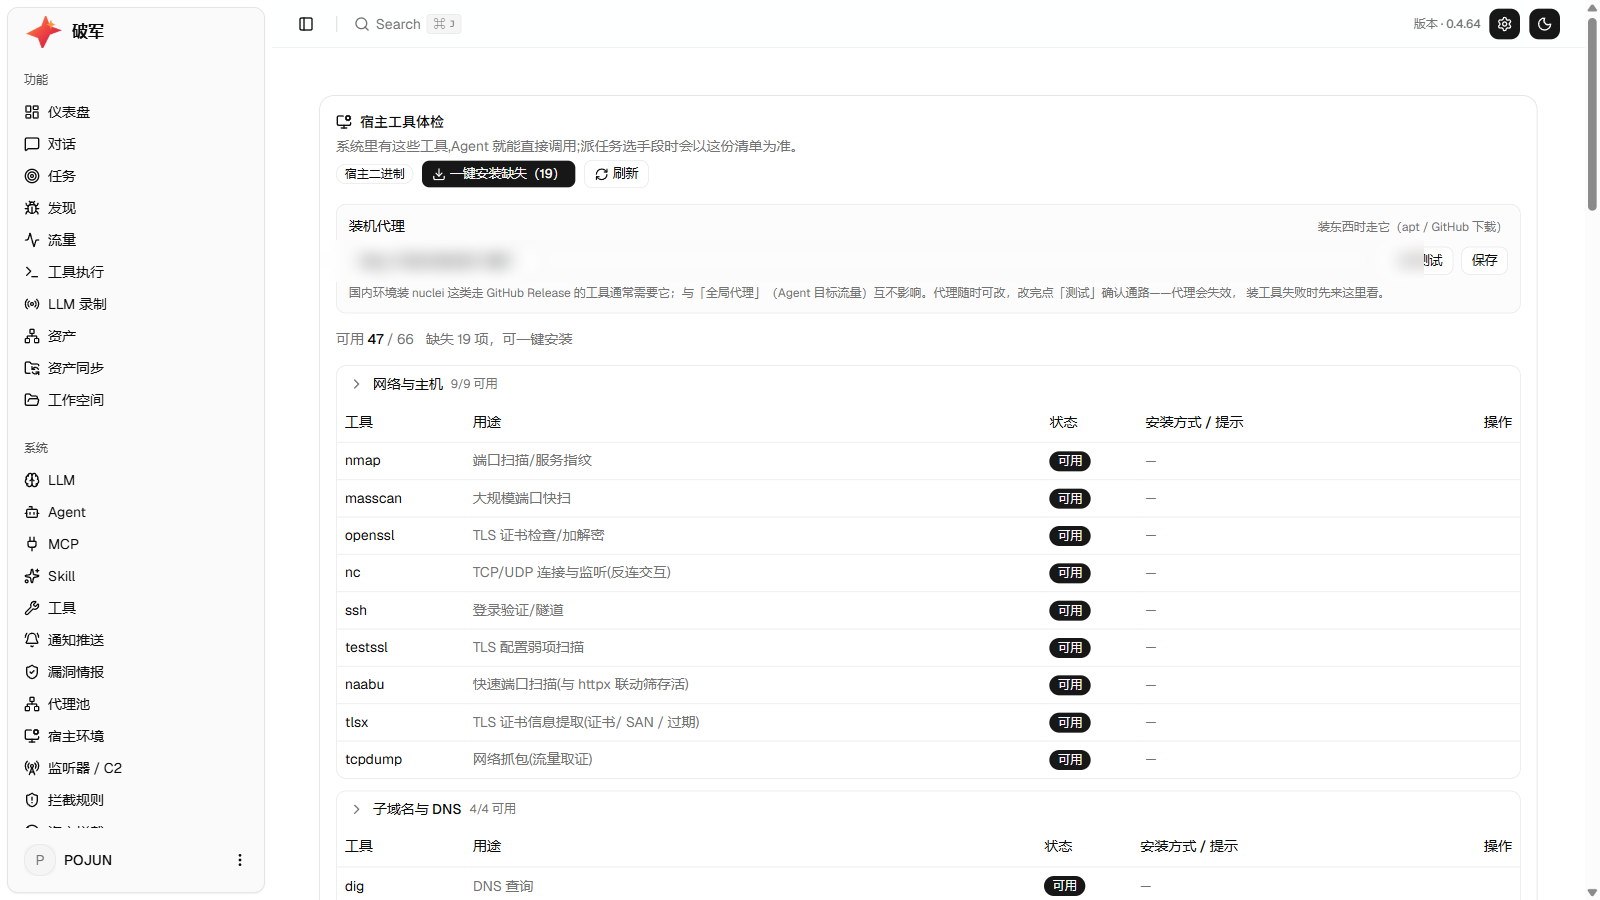 破军
功能
仪表盘
对话
任务
发现
流量
工具执行
LLM 录制
资产
资产同步
工作空间
系统
LLM
Agent
MCP
Skill
工具
通知推送
漏洞情报
代理池
宿主环境
监听器 / C2
拦截规则
P POJUN
Search ⌘ J
版本 · 0.4.64
宿主工具体检
系统里有这些工具,Agent 就能直接调用;派任务选手段时会以这份清单为准。
宿主二进制 一键安装缺失（19） 刷新
装机代理 装东西时走它（apt / GitHub 下载）
测试 保存
国内环境装 nuclei 这类走 GitHub Release 的工具通常需要它；与「全局代理」（Agent 目标流量）互不影响。代理随时可改，改完点「测试」确认通路——代理会失效， 装工具失败时先来这里看。
可用 47 / 66 缺失 19 项，可一键安装
网络与主机 9/9 可用
工具 用途 状态 安装方式 / 提示 操作
nmap 端口扫描/服务指纹 可用 —
masscan 大规模端口快扫 可用 —
openssl TLS 证书检查/加解密 可用 —
nc TCP/UDP 连接与监听(反连交互) 可用 —
ssh 登录验证/隧道 可用 —
testssl TLS 配置弱项扫描 可用 —
naabu 快速端口扫描(与 httpx 联动筛存活) 可用 —
tlsx TLS 证书信息提取(证书/ SAN / 过期) 可用 —
tcpdump 网络抓包(流量取证) 可用 —
子域名与 DNS 4/4 可用
工具 用途 状态 安装方式 / 提示 操作
dig DNS 查询 可用 —